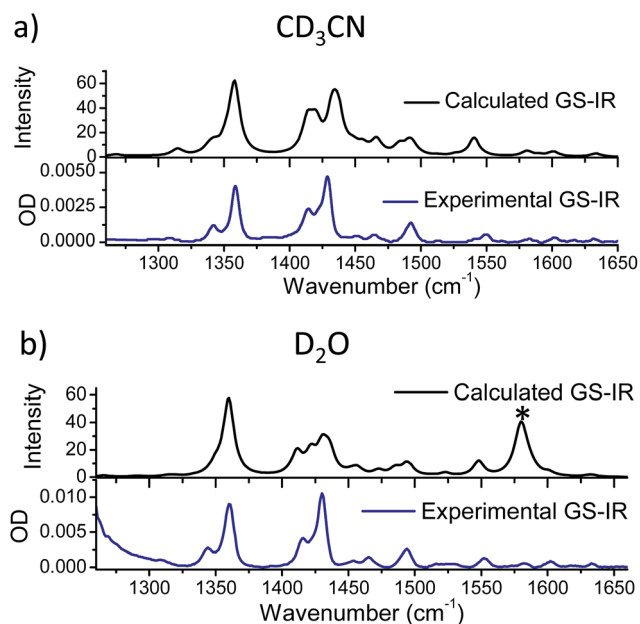 a)
CD₃CN
60
40
20
0
Intensity
Calculated GS-IR
0.0050
0.0025
0.0000
OD
Experimental GS-IR
1300 1350 1400 1450 1500 1550 1600 1650
Wavenumber (cm⁻¹)
b)
D₂O
60
40
20
0
Intensity
Calculated GS-IR
*
0.010
0.005
0.000
OD
Experimental GS-IR
1300 1350 1400 1450 1500 1550 1600 1650
Wavenumber (cm⁻¹)